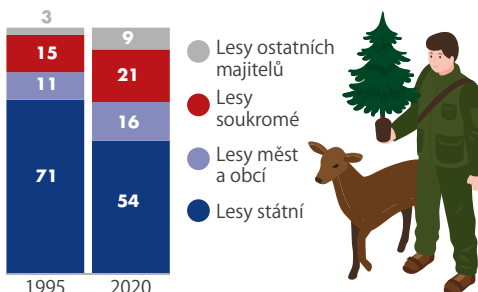 3
15
11
71
1995
9
21
16
54
2020
Lesy ostatních
majitelů
Lesy
soukromé
Lesy měst
a obcí
Lesy státní